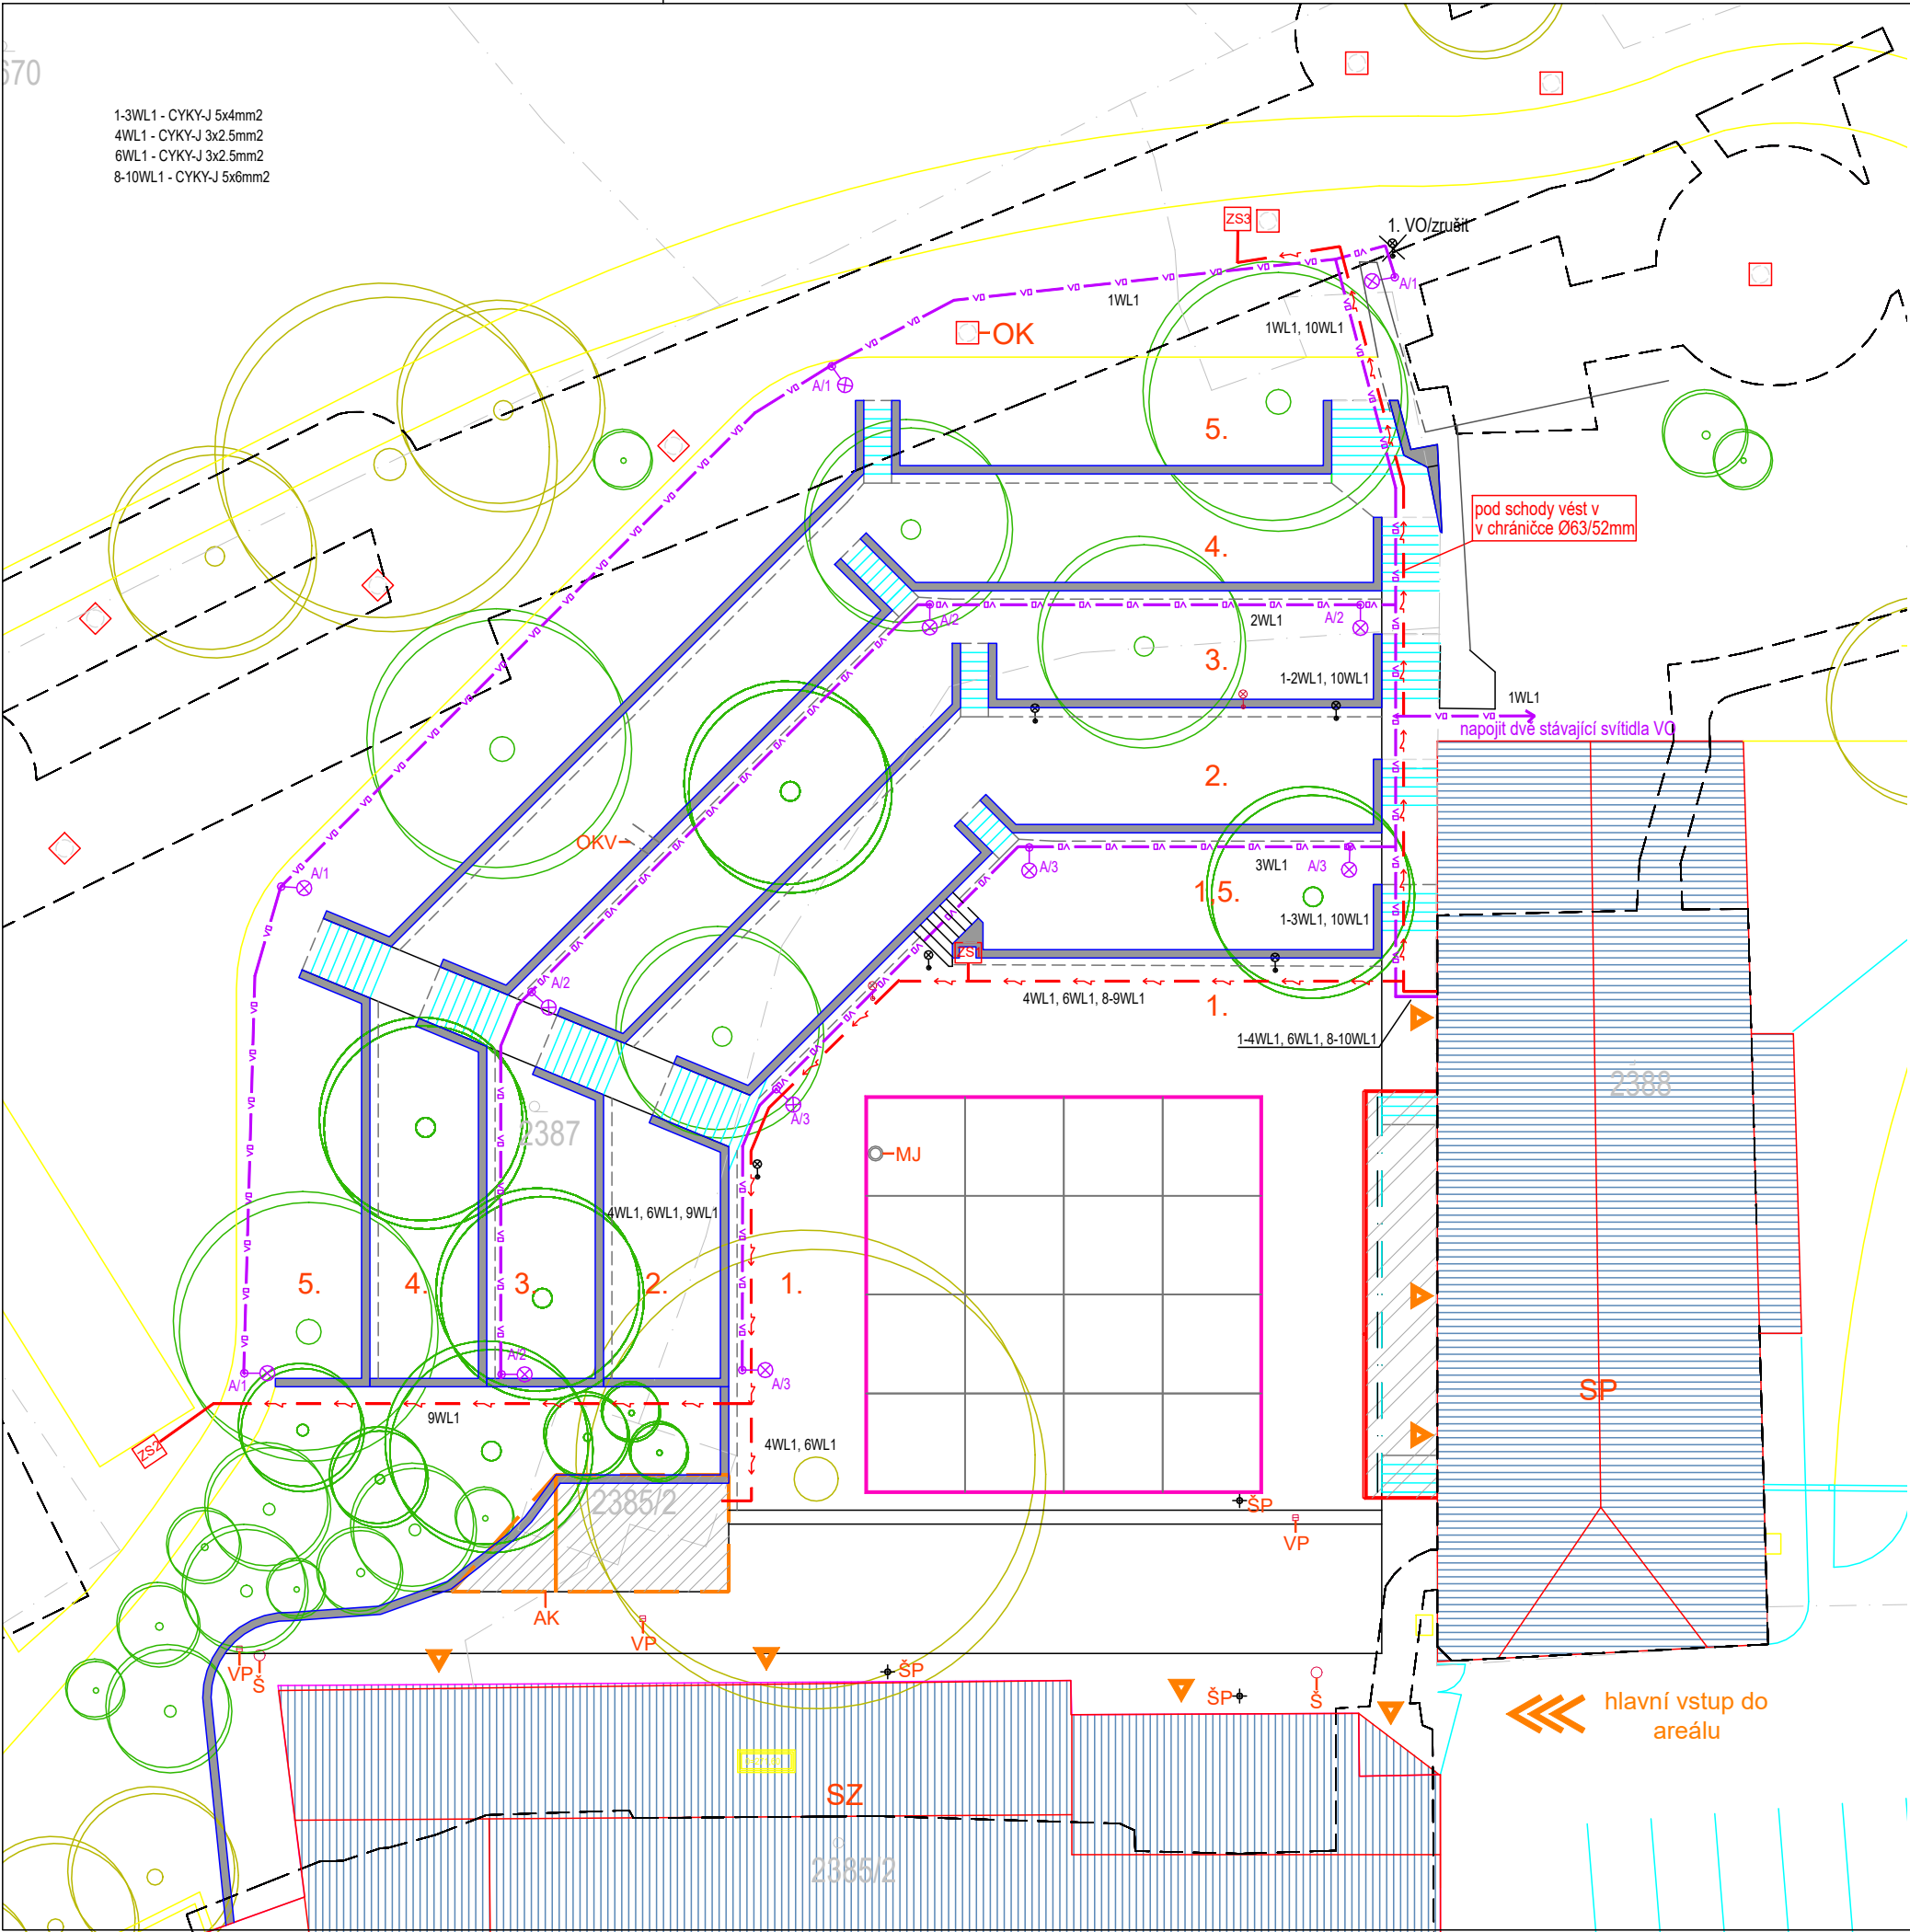 670
1-3WL1 - CYKY-J 5x4mm2
4WL1 - CYKY-J 3x2.5mm2
6WL1 - CYKY-J 3x2.5mm2
8-10WL1 - CYKY-J 5x6mm2
ZS3
1. VO/zrušit
A/1
1WL1
1WL1, 10WL1
OK
A/1
5.
pod schody vést v
v chráničce Ø63/52mm
4.
A/2
2WL1
A/2
3.
1-2WL1, 10WL1
1WL1
napojit dvě stávající svítidla VO
2.
OKV
A/3
3WL1
A/3
A/1
1,5.
1-3WL1, 10WL1
A/2
4WL1, 6WL1, 8-9WL1
1.
1-4WL1, 6WL1, 8-10WL1
2388
A/3
2387
MJ
4WL1, 6WL1, 9WL1
5.
4.
3.
2.
1.
A/1
A/2
A/3
SP
9WL1
ZS2
4WL1, 6WL1
2385/2
ŠP
VP
AK
VP
VP
Š
ŠP
ŠP
Š
hlavní vstup do
areálu
SZ
2385/2